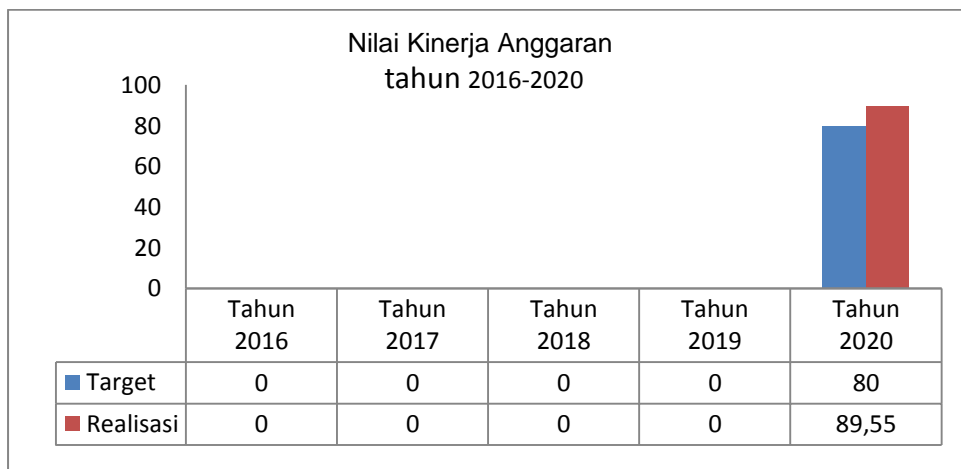 Nilai Kinerja Anggaran
tahun 2016-2020
100
80
60
40
20
0
Tahun 2016 Tahun 2017 Tahun 2018 Tahun 2019 Tahun 2020
Target 0 0 0 0 80
Realisasi 0 0 0 0 89,55